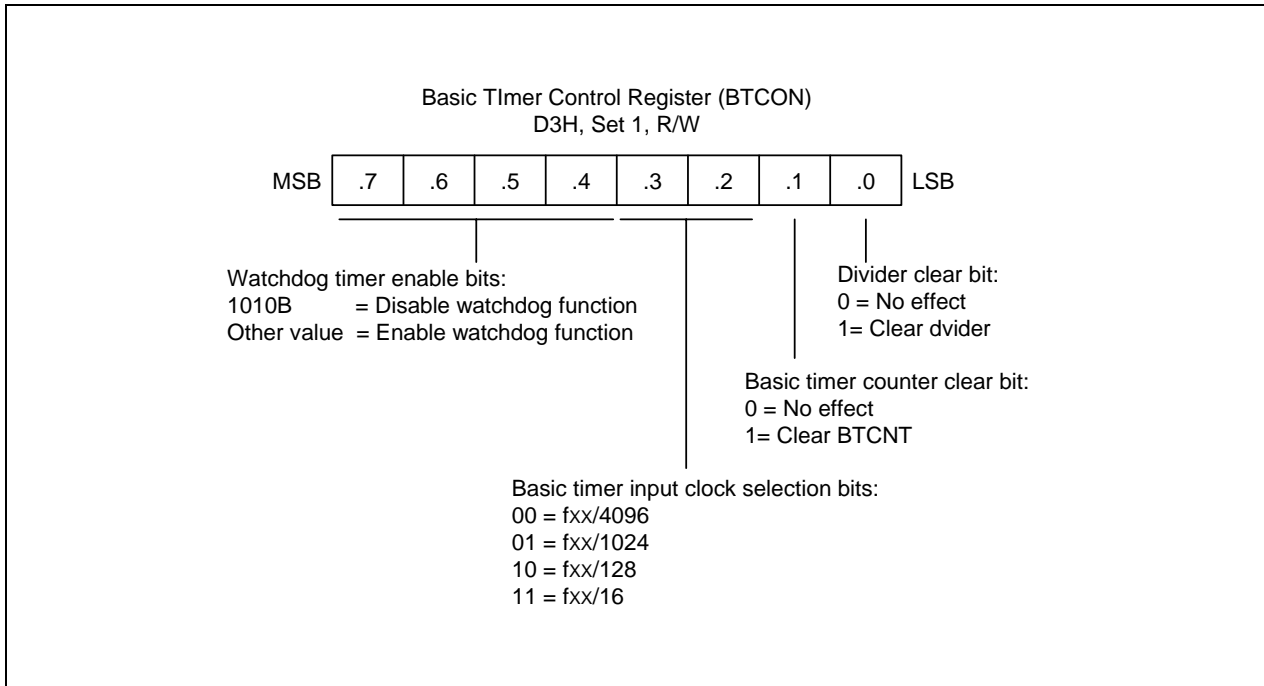 Basic TImer Control Register (BTCON)
D3H, Set 1, R/W
MSB .7 .6 .5 .4 .3 .2 .1 .0 LSB
Watchdog timer enable bits:
1010B = Disable watchdog function
Other value = Enable watchdog function
Divider clear bit:
0 = No effect
1= Clear dvider
Basic timer counter clear bit:
0 = No effect
1= Clear BTCNT
Basic timer input clock selection bits:
00 = fxx/4096
01 = fxx/1024
10 = fxx/128
11 = fxx/16